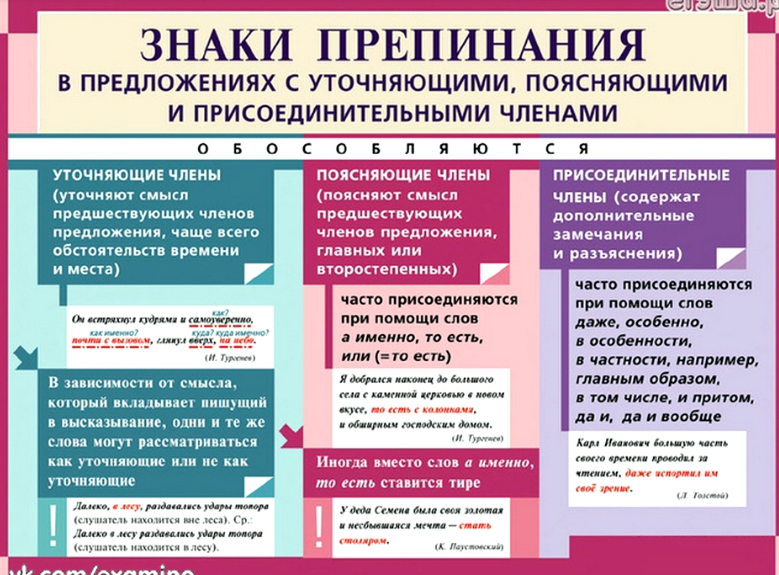 егэша.р
ЗНАКИ ПРЕПИНАНИЯ
В ПРЕДЛОЖЕНИЯХ С УТОЧНЯЮЩИМИ, ПОЯСНЯЮЩИМИ
И ПРИСОЕДИНИТЕЛЬНЫМИ ЧЛЕНАМИ
О Б О С О Б Л Я Ю Т С Я
УТОЧНЯЮЩИЕ ЧЛЕНЫ
(уточняют смысл
предшествующих членов
предложения, чаще всего
обстоятельств времени
и места)
как?
Он встряхнул кудрями и самоуверенно,
как именно? куда? куда именно?
почти с вызовом, глянул вверх, на небо.
(И. Тургенев)
В зависимости от смысла,
который вкладывает пишущий
в высказывание, одни и те же
слова могут рассматриваться
как уточняющие или не как
уточняющие
!
Далеко, в лесу, раздавались удары топора
(слушатель находится вне леса). Ср.:
Далеко в лесу раздавались удары топора
(слушатель находится в лесу).
ПОЯСНЯЮЩИЕ ЧЛЕНЫ
(поясняют смысл
предшествующих
членов предложения,
главных или
второстепенных)
часто присоединяются
при помощи слов
а именно, то есть,
или (=то есть)
Я добрался наконец до большого
села с каменной церковью в новом
вкусе, то есть с колоннами,
и обширным господским домом.
(И. Тургенев)
Иногда вместо слов а именно,
то есть ставится тире
!
У деда Семена была своя золотая
и несбывшаяся мечта — стать
столяром.
(К. Паустовский)
ПРИСОЕДИНИТЕЛЬНЫЕ
ЧЛЕНЫ (содержат
дополнительные
замечания
и разъяснения)
часто присоединяются
при помощи слов
даже, особенно,
в особенности,
в частности, например,
главным образом,
в том числе, и притом,
да и, да и вообще
Карл Иванович большую часть
своего времени проводил за
чтением, даже испортил им
своё зрение.
(Л. Толстой)
vk.com/examino